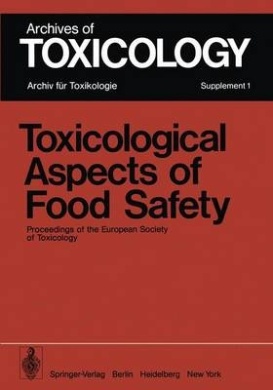 Archives of
TOXICOLOGY
Archiv für Toxikologie Supplement 1
Toxicological
Aspects of
Food Safety
Proceedings of the European Society
of Toxicology
Springer-Verlag Berlin Heidelberg New York